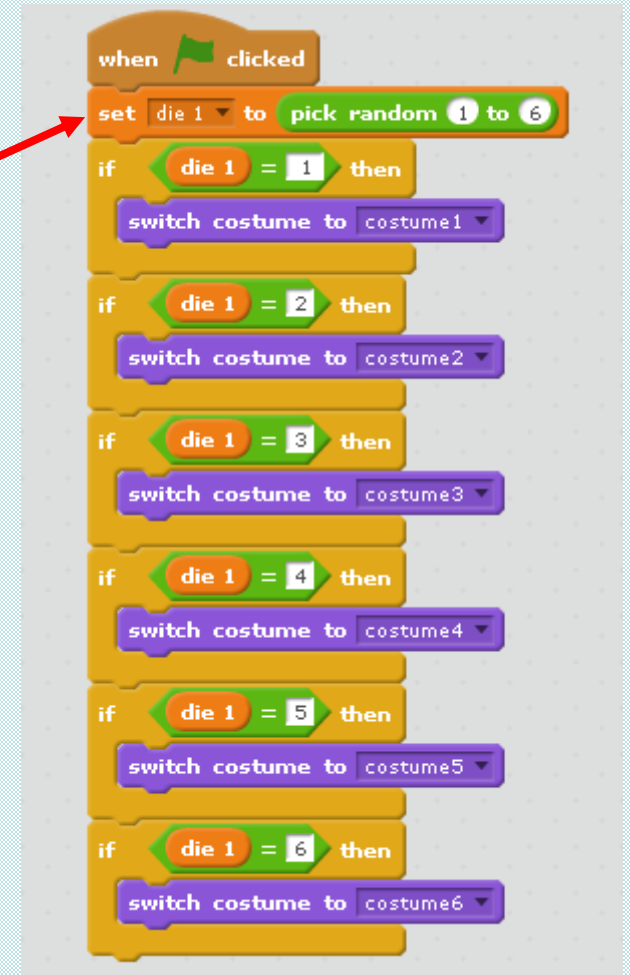 when clicked
set die 1 to pick random 1 to 6
if die 1 = 1 then
switch costume to costume1
if die 1 = 2 then
switch costume to costume2
if die 1 = 3 then
switch costume to costume3
if die 1 = 4 then
switch costume to costume4
if die 1 = 5 then
switch costume to costume5
if die 1 = 6 then
switch costume to costume6